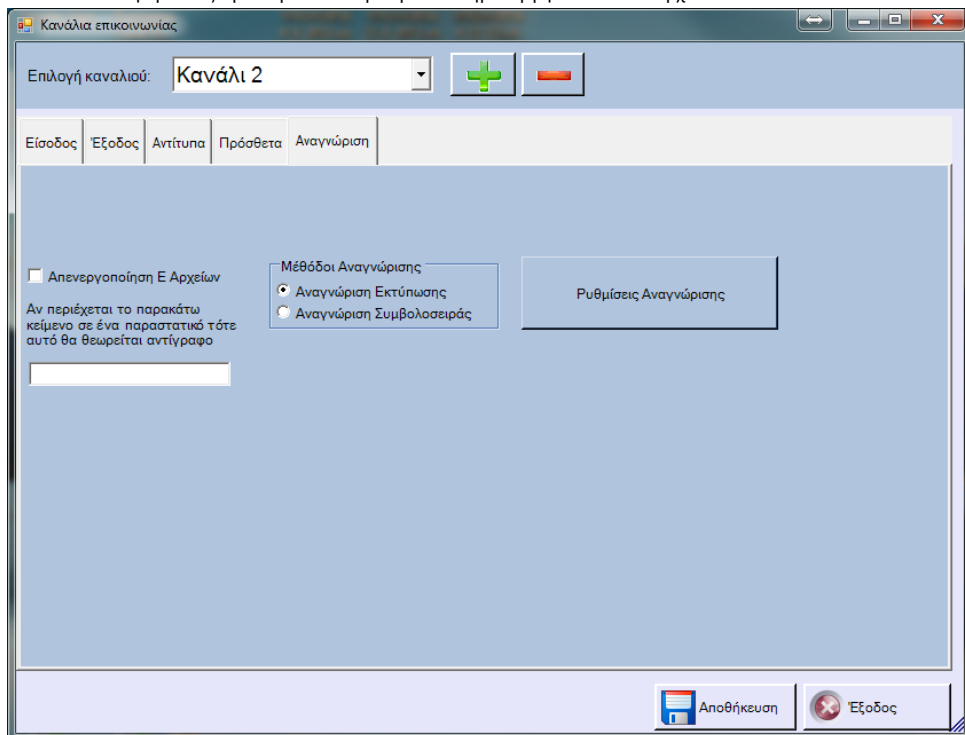 Κανάλια επικοινωνίας
Επιλογή καναλιού: Κανάλι 2
Είσοδος Έξοδος Αντίτυπα Πρόσθετα Αναγνώριση
Απενεργοποίηση Ε Αρχείων
Αν περιέχεται το παρακάτω
κείμενο σε ένα παραστατικό τότε
αυτό θα θεωρείται αντίγραφο
Μέθόδοι Αναγνώρισης
Αναγνώριση Εκτύπωσης
Αναγνώριση Συμβολοσειράς
Ρυθμίσεις Αναγνώρισης
Αποθήκευση Έξοδος